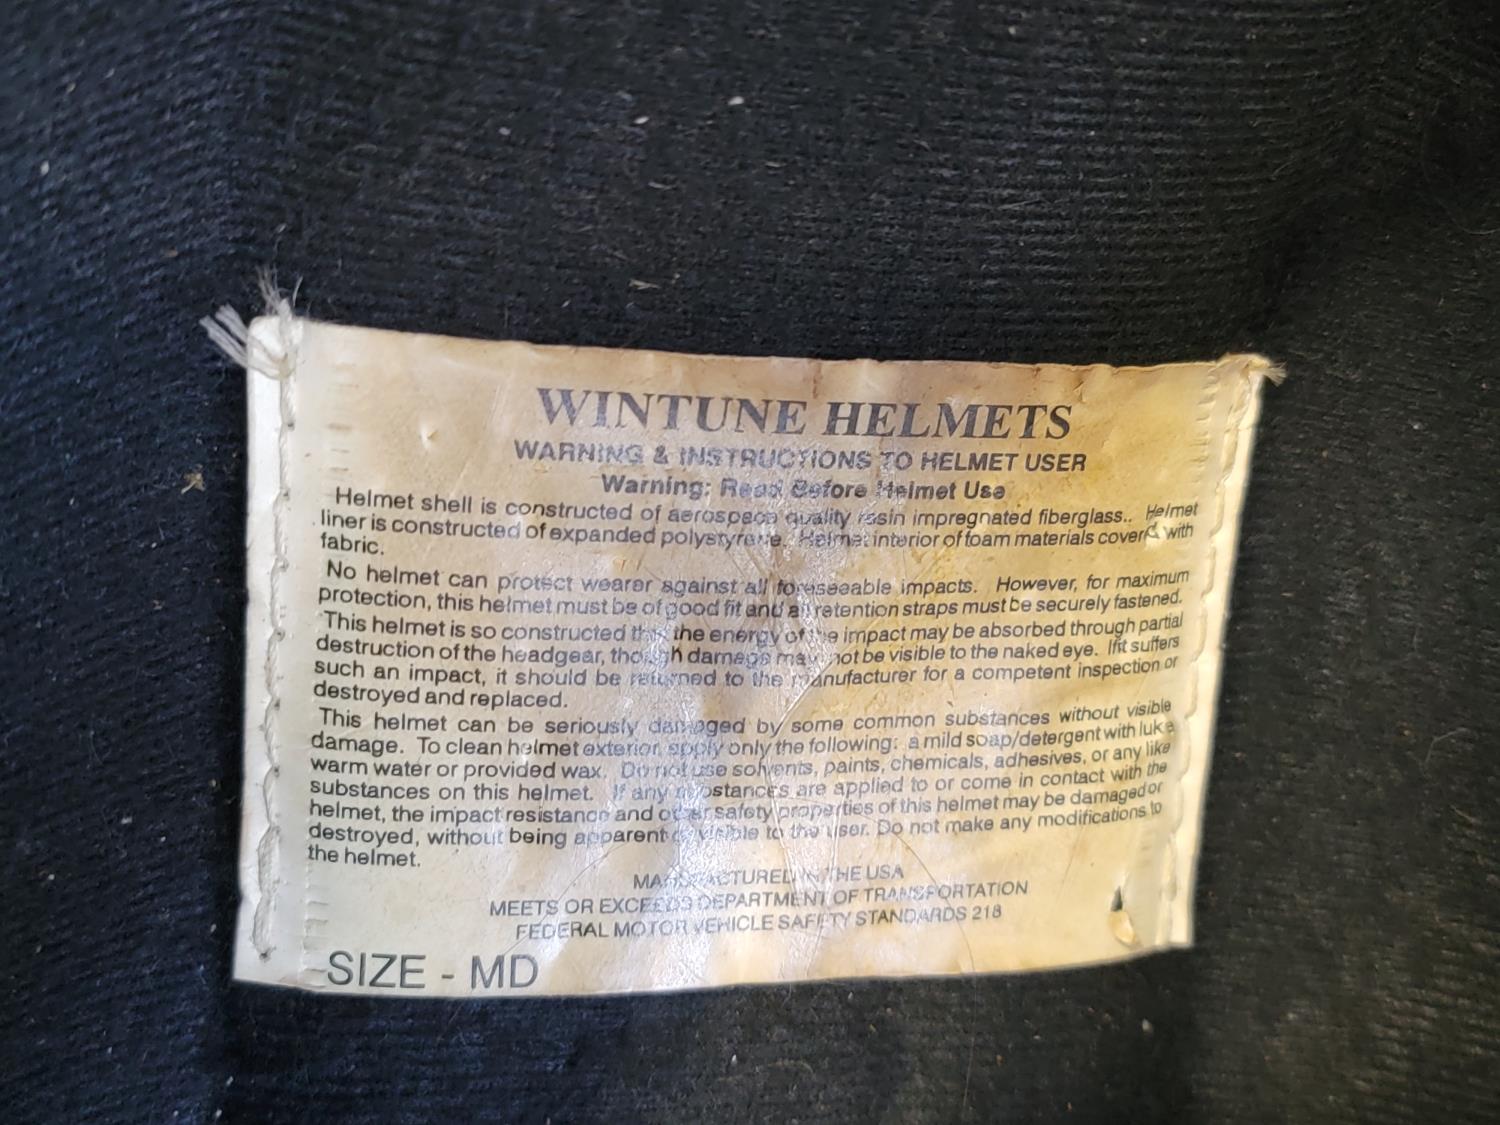 WINTUNE HELMETS
WARNING & INSTRUCTIONS TO HELMET USER
Warning: Read Before Helmet Use
Helmet shell is constructed of aerospace quality resin impregnated fiberglass.. Helmet
liner is constructed of expanded polystyrene. Helmet interior of foam materials covered with
fabric.
No helmet can protect wearer against all foreseeable impacts. However, for maximum
protection, this helmet must be of good fit and all retention straps must be securely fastened.
This helmet is so constructed that the energy of the impact may be absorbed through partial
destruction of the headgear, though damage may not be visible to the naked eye. If it suffers
such an impact, it should be returned to the manufacturer for a competent inspection or
destroyed and replaced.
This helmet can be seriously damaged by some common substances without visible
damage. To clean helmet exterior apply only the following: a mild soap/detergent with luke
warm water or provided wax. Do not use solvents, paints, chemicals, adhesives, or any like
substances on this helmet. If any substances are applied to or come in contact with the
helmet, the impact resistance and other safety properties of this helmet may be damaged or
destroyed, without being apparent or visible to the user. Do not make any modifications to
the helmet.
MANUFACTURED IN THE USA
MEETS OR EXCEEDS DEPARTMENT OF TRANSPORTATION
FEDERAL MOTOR VEHICLE SAFETY STANDARDS 218
SIZE - MD